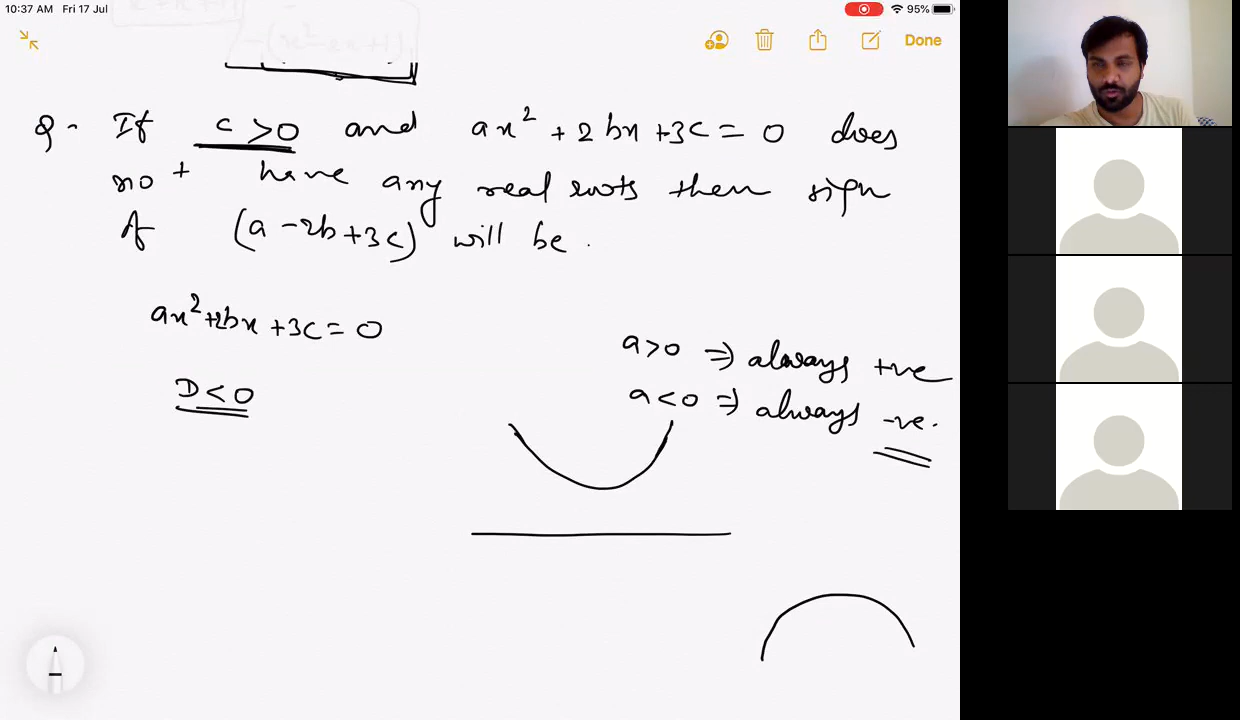 10:37 AM Fri 17 Jul
95%
Done
Q. If c > 0 and ax² + 2bx + 3c = 0 does
not have any real roots then sign
of (a - 2b + 3c) will be.
ax² + 2bx + 3c = 0
D < 0
a > 0 ⇒ always +ve
a < 0 ⇒ always -ve.